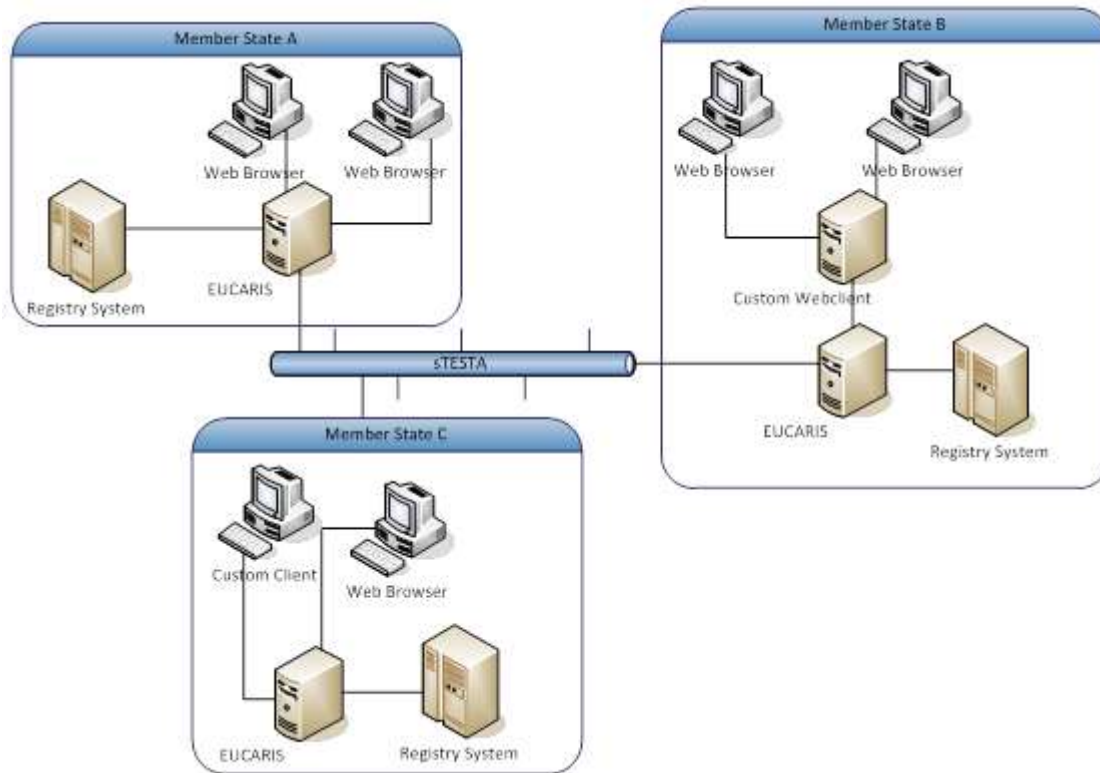 Member State A
Web Browser
Web Browser
EUCARIS
Registry System
Member State B
Web Browser
Web Browser
Custom Webclient
EUCARIS
Registry System
sTESTA
Member State C
Custom Client
Web Browser
EUCARIS
Registry System